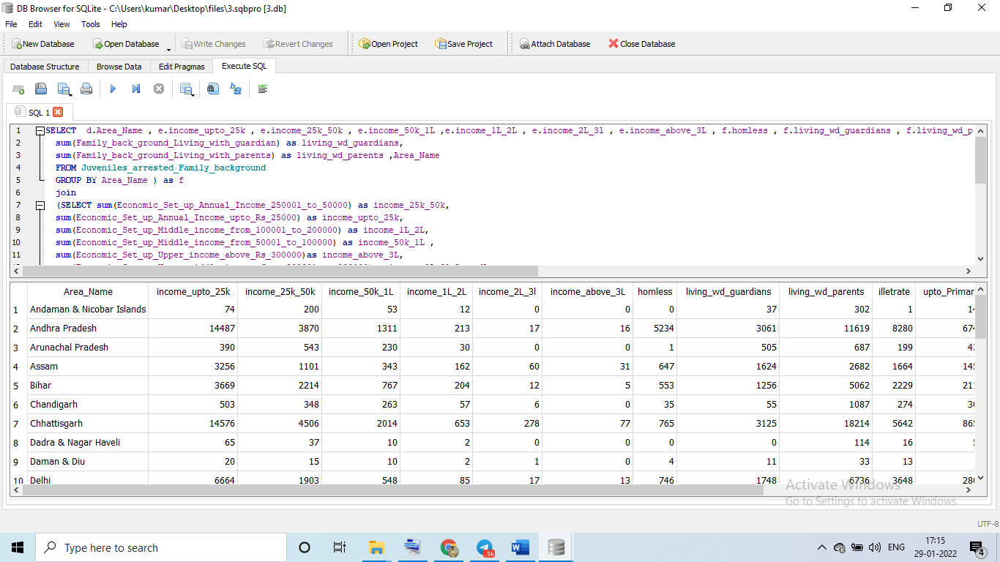 DB Browser for SQLite - C:\Users\kumar\Desktop\files\3.sqbpro [3.db]
File Edit View Tools Help
New Database Open Database Write Changes Revert Changes Open Project Save Project Attach Database Close Database
Database Structure Browse Data Edit Pragmas Execute SQL
SQL 1
1 SELECT d.Area_Name , e.income_upto_25k , e.income_25k_50k , e.income_50k_1L ,e.income_1L_2L , e.income_2L_3l , e.income_above_3L , f.homless , f.living_wd_guardians , f.living_wd_p
2 sum(Family_back_ground_Living_with_guardian) as living_wd_guardians,
3 sum(Family_back_ground_Living_with_parents) as living_wd_parents ,Area_Name
4 FROM Juveniles_arrested_Family_background
5 GROUP BY Area_Name ) as f
6 join
7 (SELECT sum(Economic_Set_up_Annual_Income_250001_to_50000) as income_25k_50k,
8 sum(Economic_Set_up_Annual_Income_upto_Rs_25000) as income_upto_25k,
9 sum(Economic_Set_up_Middle_income_from_100001_to_200000) as income_1L_2L,
10 sum(Economic_Set_up_Middle_income_from_50001_to_100000) as income_50k_1L ,
11 sum(Economic_Set_up_Upper_income_above_Rs_300000)as income_above_3L,
Area_Name income_upto_25k income_25k_50k income_50k_1L income_1L_2L income_2L_3l income_above_3L homless living_wd_guardians living_wd_parents illetrate upto_Primar
1 Andaman & Nicobar Islands 74 200 53 12 0 0 0 37 302 1 14
2 Andhra Pradesh 14487 3870 1311 213 17 16 5234 3061 11619 8280 674
3 Arunachal Pradesh 390 543 230 30 0 0 1 505 687 199
4 Assam 3256 1101 343 162 60 31 647 1624 2682 1664
5 Bihar 3669 2214 767 204 12 5 553 1256 5062 2229 211
6 Chandigarh 503 348 263 57 6 0 35 55 1087 274
7 Chhattisgarh 14576 4506 2014 653 278 77 765 3125 18214 5642
8 Dadra & Nagar Haveli 65 37 10 2 0 0 0 0 114 16
9 Daman & Diu 20 15 10 2 1 0 4 11 33 13
10 Delhi 6664 1903 548 85 17 13 746 1748 6736 3648
Activate Windows
Go to Settings to activate Windows.
UTF-8
Type here to search
.56
ENG
17:15
29-01-2022
4